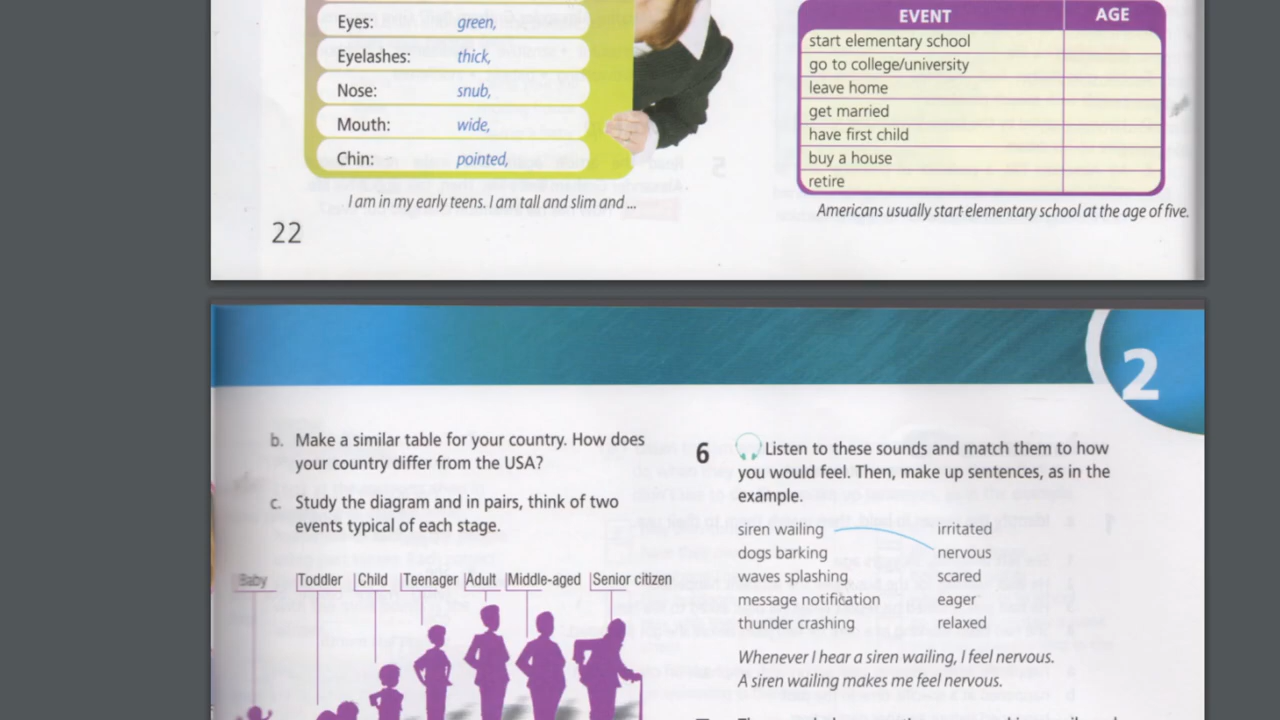 Eyes: green,
Eyelashes: thick,
Nose: snub,
Mouth: wide,
Chin: pointed,
I am in my early teens. I am tall and slim and ...
22
EVENT AGE
start elementary school
go to college/university
leave home
get married
have first child
buy a house
retire
Americans usually start elementary school at the age of five.
2
b. Make a similar table for your country. How does
your country differ from the USA?
c. Study the diagram and in pairs, think of two
events typical of each stage.
Baby Toddler Child Teenager Adult Middle-aged Senior citizen
6 Listen to these sounds and match them to how
you would feel. Then, make up sentences, as in the
example.
siren wailing irritated
dogs barking nervous
waves splashing scared
message notification eager
thunder crashing relaxed
Whenever I hear a siren wailing, I feel nervous.
A siren wailing makes me feel nervous.